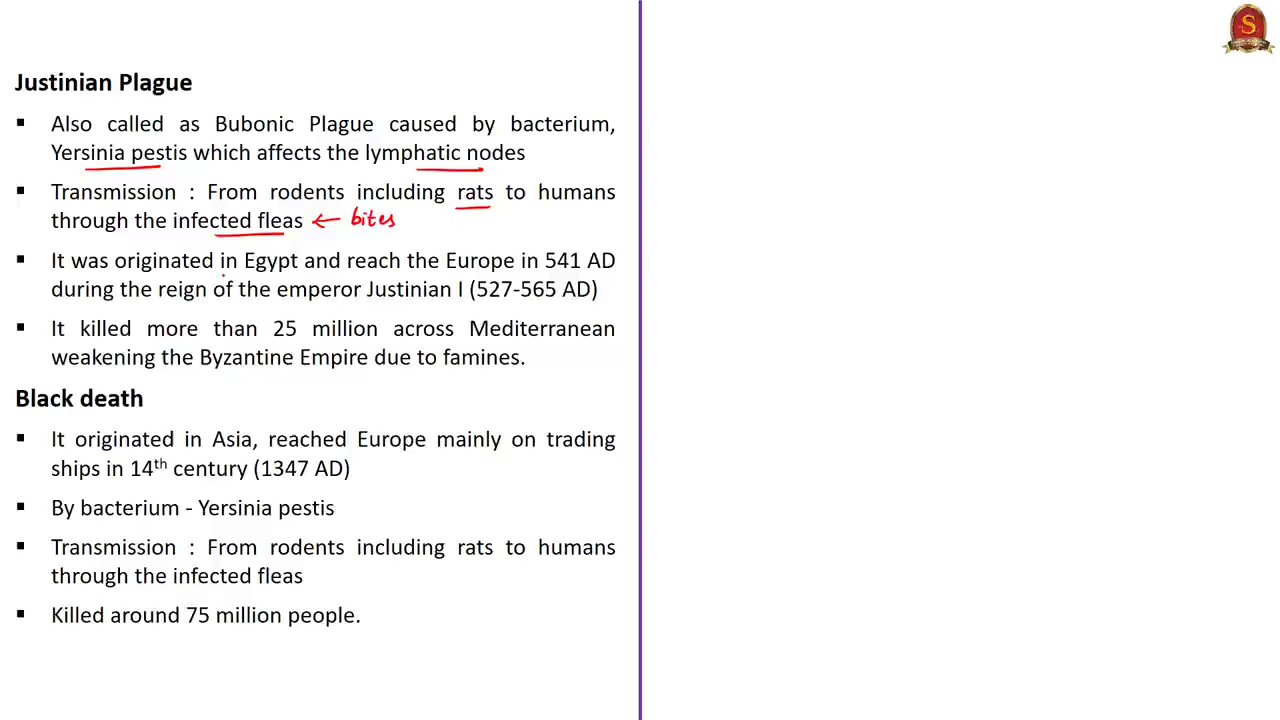 Justinian Plague
▪ Also called as Bubonic Plague caused by bacterium,
Yersinia pestis which affects the lymphatic nodes
▪ Transmission : From rodents including rats to humans
through the infected fleas ← bites
▪ It was originated in Egypt and reach the Europe in 541 AD
during the reign of the emperor Justinian I (527-565 AD)
▪ It killed more than 25 million across Mediterranean
weakening the Byzantine Empire due to famines.
Black death
▪ It originated in Asia, reached Europe mainly on trading
ships in 14th century (1347 AD)
▪ By bacterium - Yersinia pestis
▪ Transmission : From rodents including rats to humans
through the infected fleas
▪ Killed around 75 million people.
S